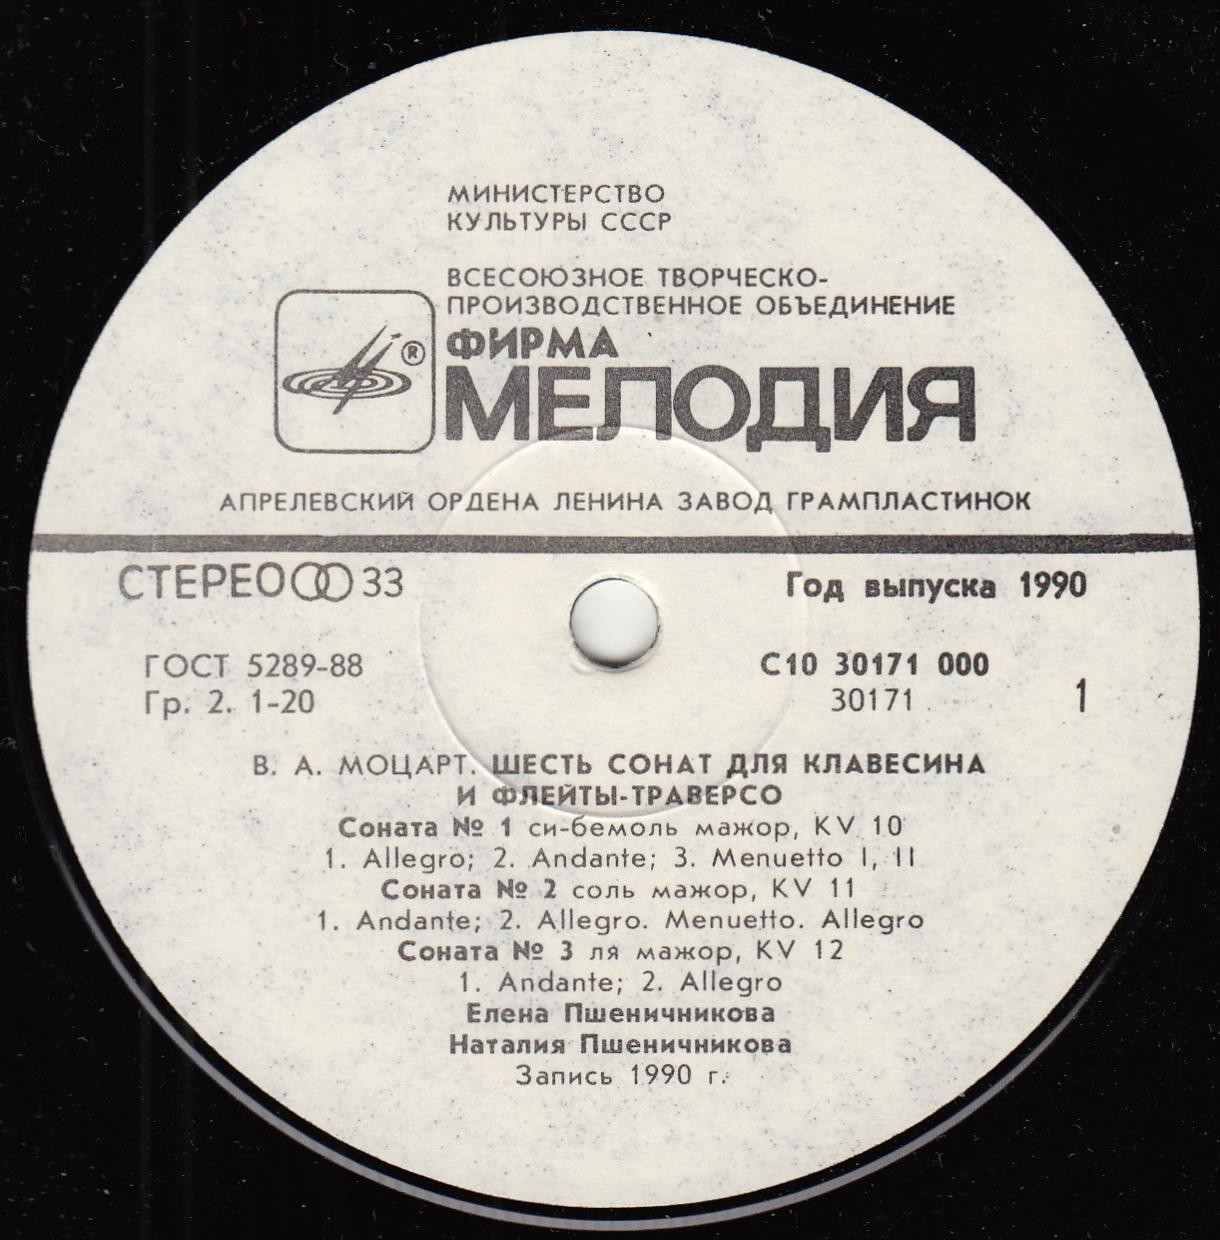 МИНИСТЕРСТВО
КУЛЬТУРЫ СССР
ВСЕСОЮЗНОЕ ТВОРЧЕСКО-
ПРОИЗВОДСТВЕННОЕ ОБЪЕДИНЕНИЕ
ФИРМА
®
МЕЛОДИЯ
АПРЕЛЕВСКИЙ ОРДЕНА ЛЕНИНА ЗАВОД ГРАМПЛАСТИНОК
СТЕРЕО 33 Год выпуска 1990
ГОСТ 5289-88 С10 30171 000
Гр. 2. 1-20 30171 1
В. А. МОЦАРТ. ШЕСТЬ СОНАТ ДЛЯ КЛАВЕСИНА
И ФЛЕЙТЫ-ТРАВЕРСО
Соната № 1 си-бемоль мажор, KV 10
1. Allegro; 2. Andante; 3. Menuetto I, II
Соната № 2 соль мажор, KV 11
1. Andante; 2. Allegro. Menuetto. Allegro
Соната № 3 ля мажор, KV 12
1. Andante; 2. Allegro
Елена Пшеничникова
Наталия Пшеничникова
Запись 1990 г.